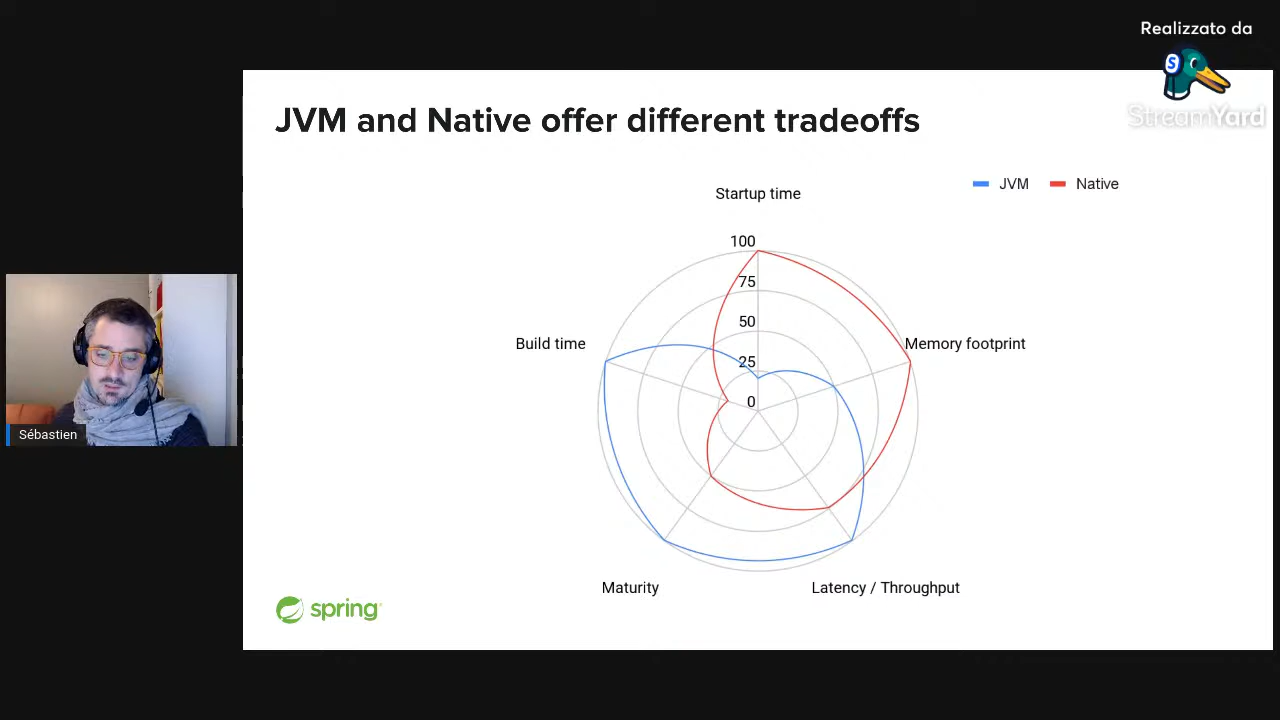 Realizzato da
S
StreamYard
JVM and Native offer different tradeoffs
JVM
Native
Startup time
100
75
50
25
0
Build time
Memory footprint
Maturity
Latency / Throughput
spring
Sébastien